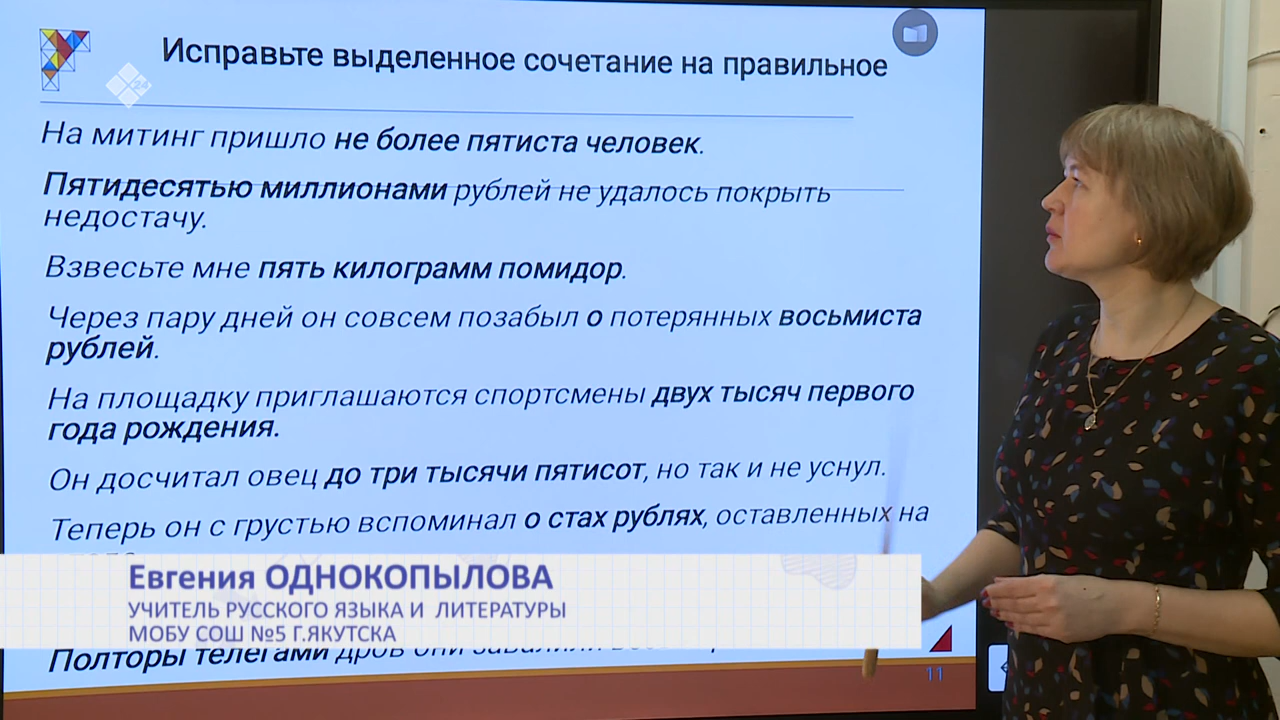 Исправьте выделенное сочетание на правильное
24
На митинг пришло не более пятиста человек.
Пятидесятью миллионами рублей не удалось покрыть
недостачу.
Взвесьте мне пять килограмм помидор.
Через пару дней он совсем позабыл о потерянных восьмиста
рублей.
На площадку приглашаются спортсмены двух тысяч первого
года рождения.
Он досчитал овец до три тысячи пятисот, но так и не уснул.
Теперь он с грустью вспоминал о стах рублях, оставленных на
Евгения ОДНОКОПЫЛОВА
УЧИТЕЛЬ РУССКОГО ЯЗЫКА И ЛИТЕРАТУРЫ
МОБУ СОШ №5 Г.ЯКУТСКА
Полторы телегами дров они завалили
11